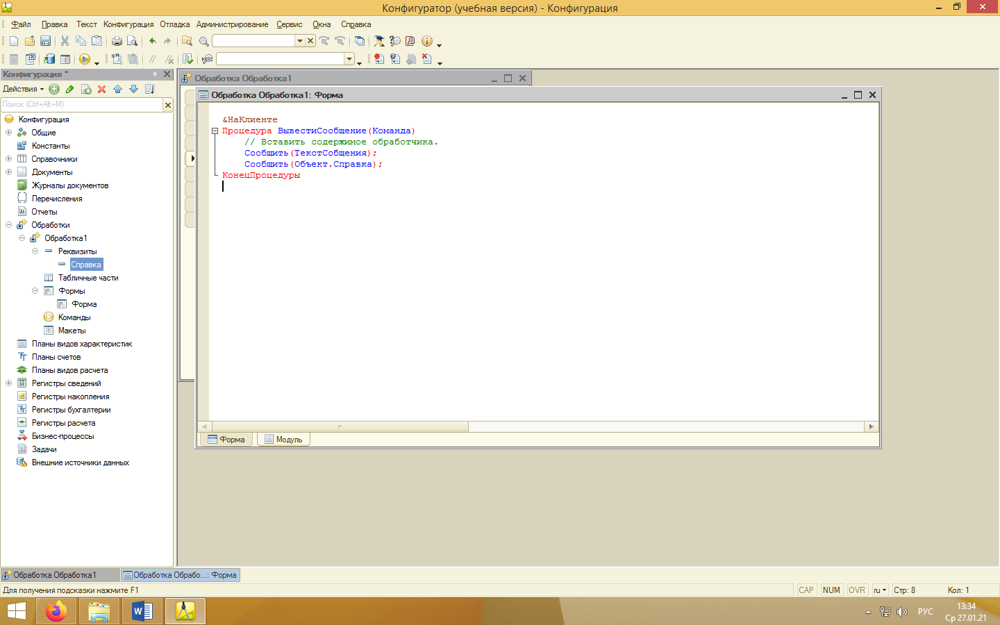 Конфигуратор (учебная версия) - Конфигурация
Файл Правка Текст Конфигурация Отладка Администрирование Сервис Окна Справка
Конфигурация *
Действия
Поиск (Ctrl+Alt+M)
Конфигурация
Общие
Константы
Справочники
Документы
Журналы документов
Перечисления
Отчеты
Обработки
Обработка1
Реквизиты
Справка
Табличные части
Формы
Форма
Команды
Макеты
Планы видов характеристик
Планы счетов
Планы видов расчета
Регистры сведений
Регистры накопления
Регистры бухгалтерии
Регистры расчета
Бизнес-процессы
Задачи
Внешние источники данных
Обработка Обработка1
Обработка Обработка1: Форма
&НаКлиенте
Процедура ВывестиСообщение(Команда)
// Вставить содержимое обработчика.
Сообщить(ТекстСобщения);
Сообщить(Объект.Справка);
КонецПроцедуры
Форма Модуль
Обработка Обработка1 Обработка Обрабо...: Форма
Для получения подсказки нажмите F1 CAP NUM OVR ru Стр: 8 Кол: 1
РУС
13:34
Ср 27.01.21